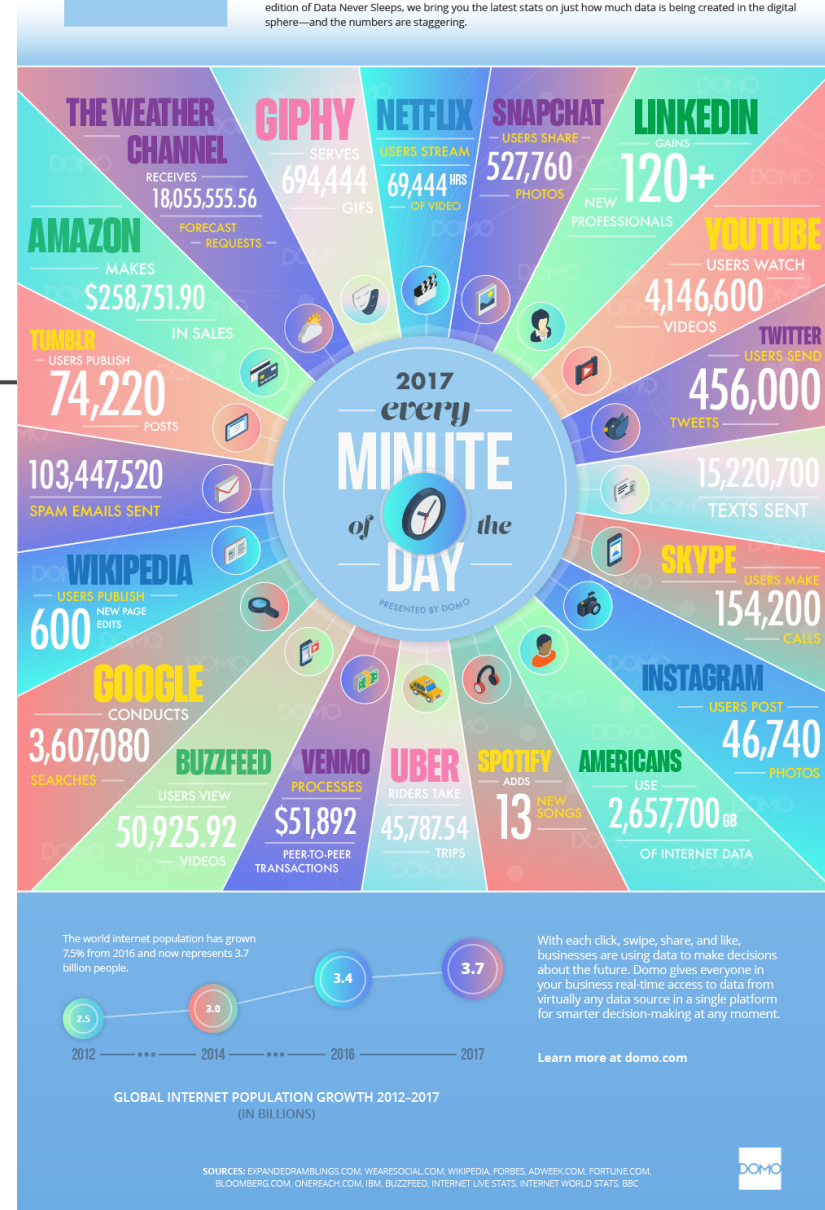 edition of Data Never Sleeps, we bring you the latest stats on just how much data is being created in the digital
sphere—and the numbers are staggering.
THE WEATHER
CHANNEL
RECEIVES
18,055,555.56
FORECAST
REQUESTS
GIPHY
SERVES
694,444
GIFS
NETFLIX
USERS STREAM
69,444 HRS
OF VIDEO
SNAPCHAT
USERS SHARE
527,760
PHOTOS
LINKEDIN
GAINS
120+
NEW
PROFESSIONALS
YOUTUBE
USERS WATCH
4,146,600
VIDEOS
TWITTER
USERS SEND
456,000
TWEETS
15,220,700
TEXTS SENT
SKYPE
USERS MAKE
154,200
CALLS
INSTAGRAM
USERS POST
46,740
PHOTOS
AMERICANS
USE
2,657,700 GB
OF INTERNET DATA
SPOTIFY
ADDS
13 NEW
SONGS
UBER
RIDERS TAKE
45,787.54
TRIPS
VENMO
PROCESSES
$51,892
PEER-TO-PEER
TRANSACTIONS
BUZZFEED
USERS VIEW
50,925.92
VIDEOS
GOOGLE
CONDUCTS
3,607,080
SEARCHES
WIKIPEDIA
USERS PUBLISH
600 NEW PAGE
EDITS
103,447,520
SPAM EMAILS SENT
TUMBLR
USERS PUBLISH
74,220
POSTS
AMAZON
MAKES
$258,751.90
IN SALES
2017
every
MINUTE
of the
DAY
PRESENTED BY DOMO
The world internet population has grown
7.5% from 2016 and now represents 3.7
billion people.
2.5
3.0
3.4
3.7
2012
2014
2016
2017
GLOBAL INTERNET POPULATION GROWTH 2012–2017
(IN BILLIONS)
With each click, swipe, share, and like,
businesses are using data to make decisions
about the future. Domo gives everyone in
your business real-time access to data from
virtually any data source in a single platform
for smarter decision-making at any moment.
Learn more at domo.com
SOURCES: EXPANDEDRAMBLINGS.COM, WEARESOCIAL.COM, WIKIPEDIA, FORBES, ADWEEK.COM, FORTUNE.COM,
BLOOMBERG.COM, ONEREACH.COM, IBM, BUZZFEED, INTERNET LIVE STATS, INTERNET WORLD STATS, BBC
DOMO